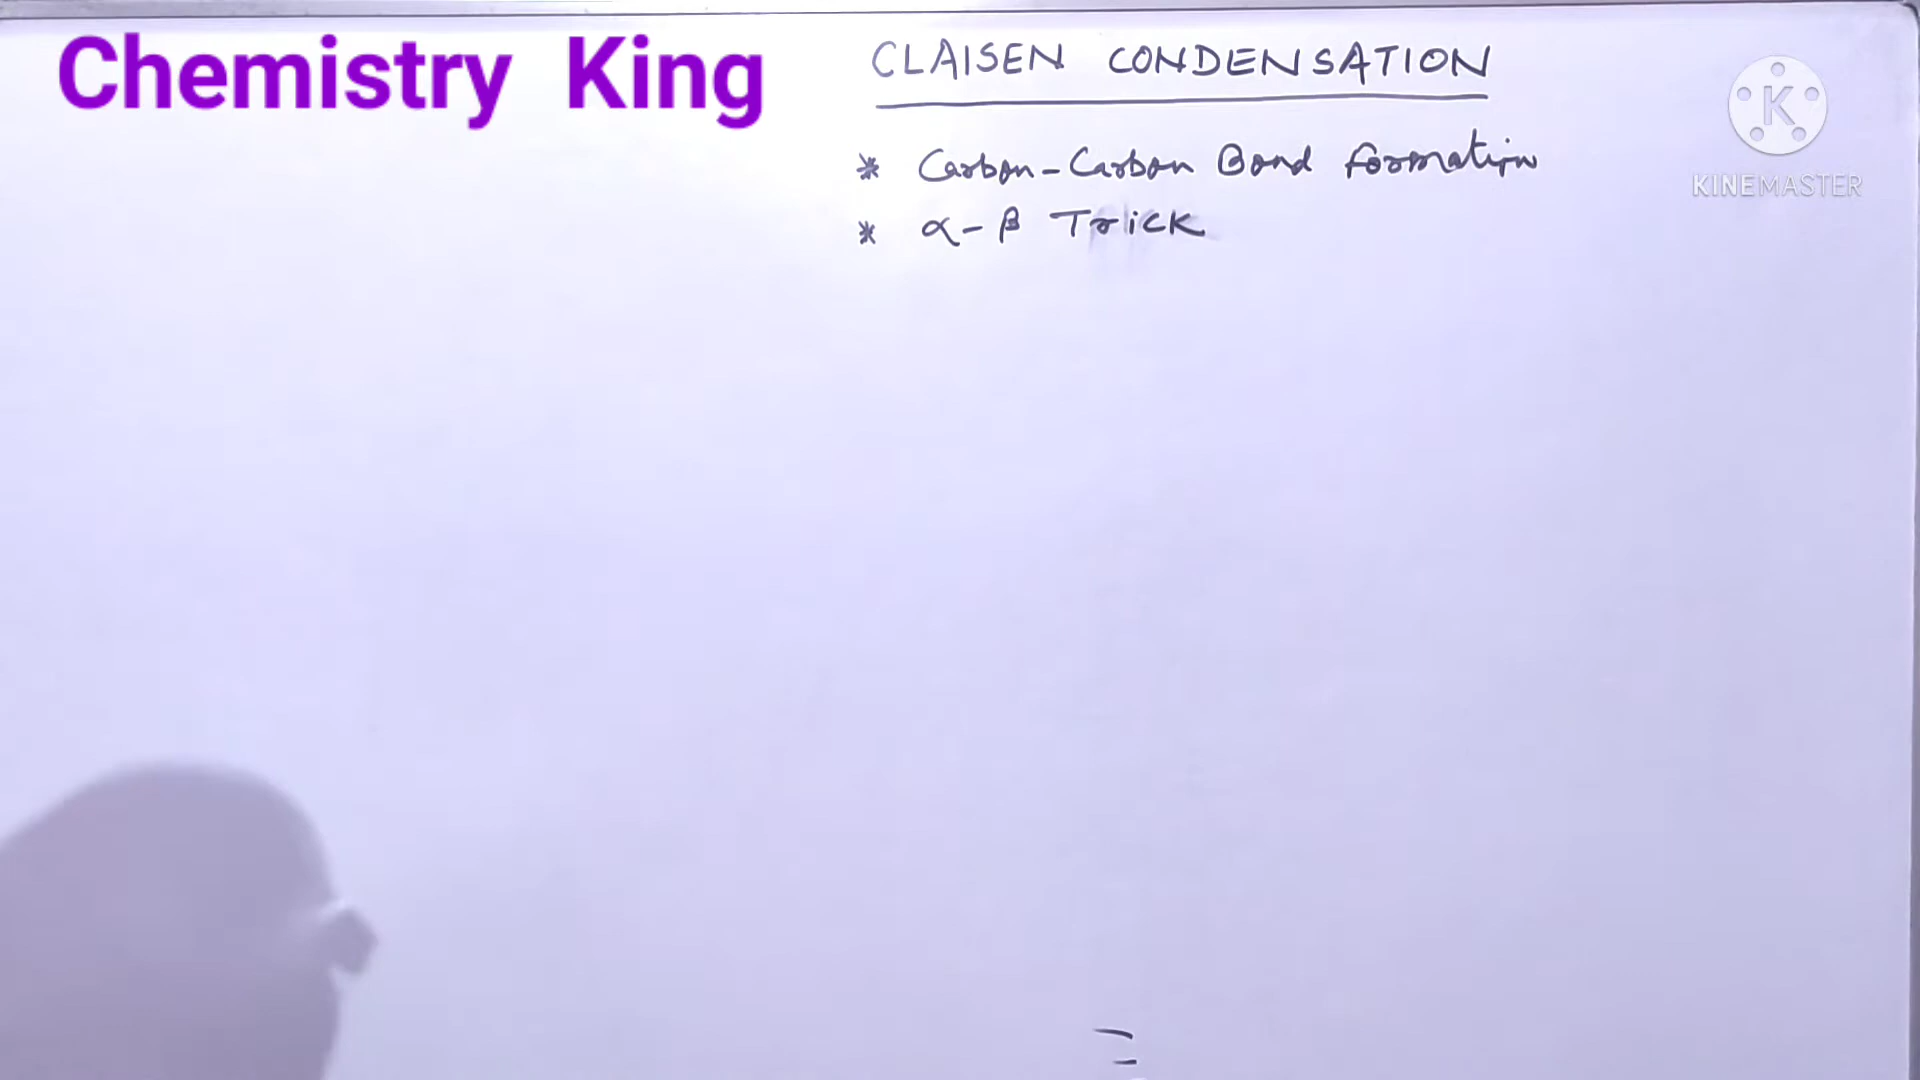 Chemistry King
CLAISEN CONDENSATION
* Carbon-Carbon Bond formation
* α-β Trick
K
KINEMASTER